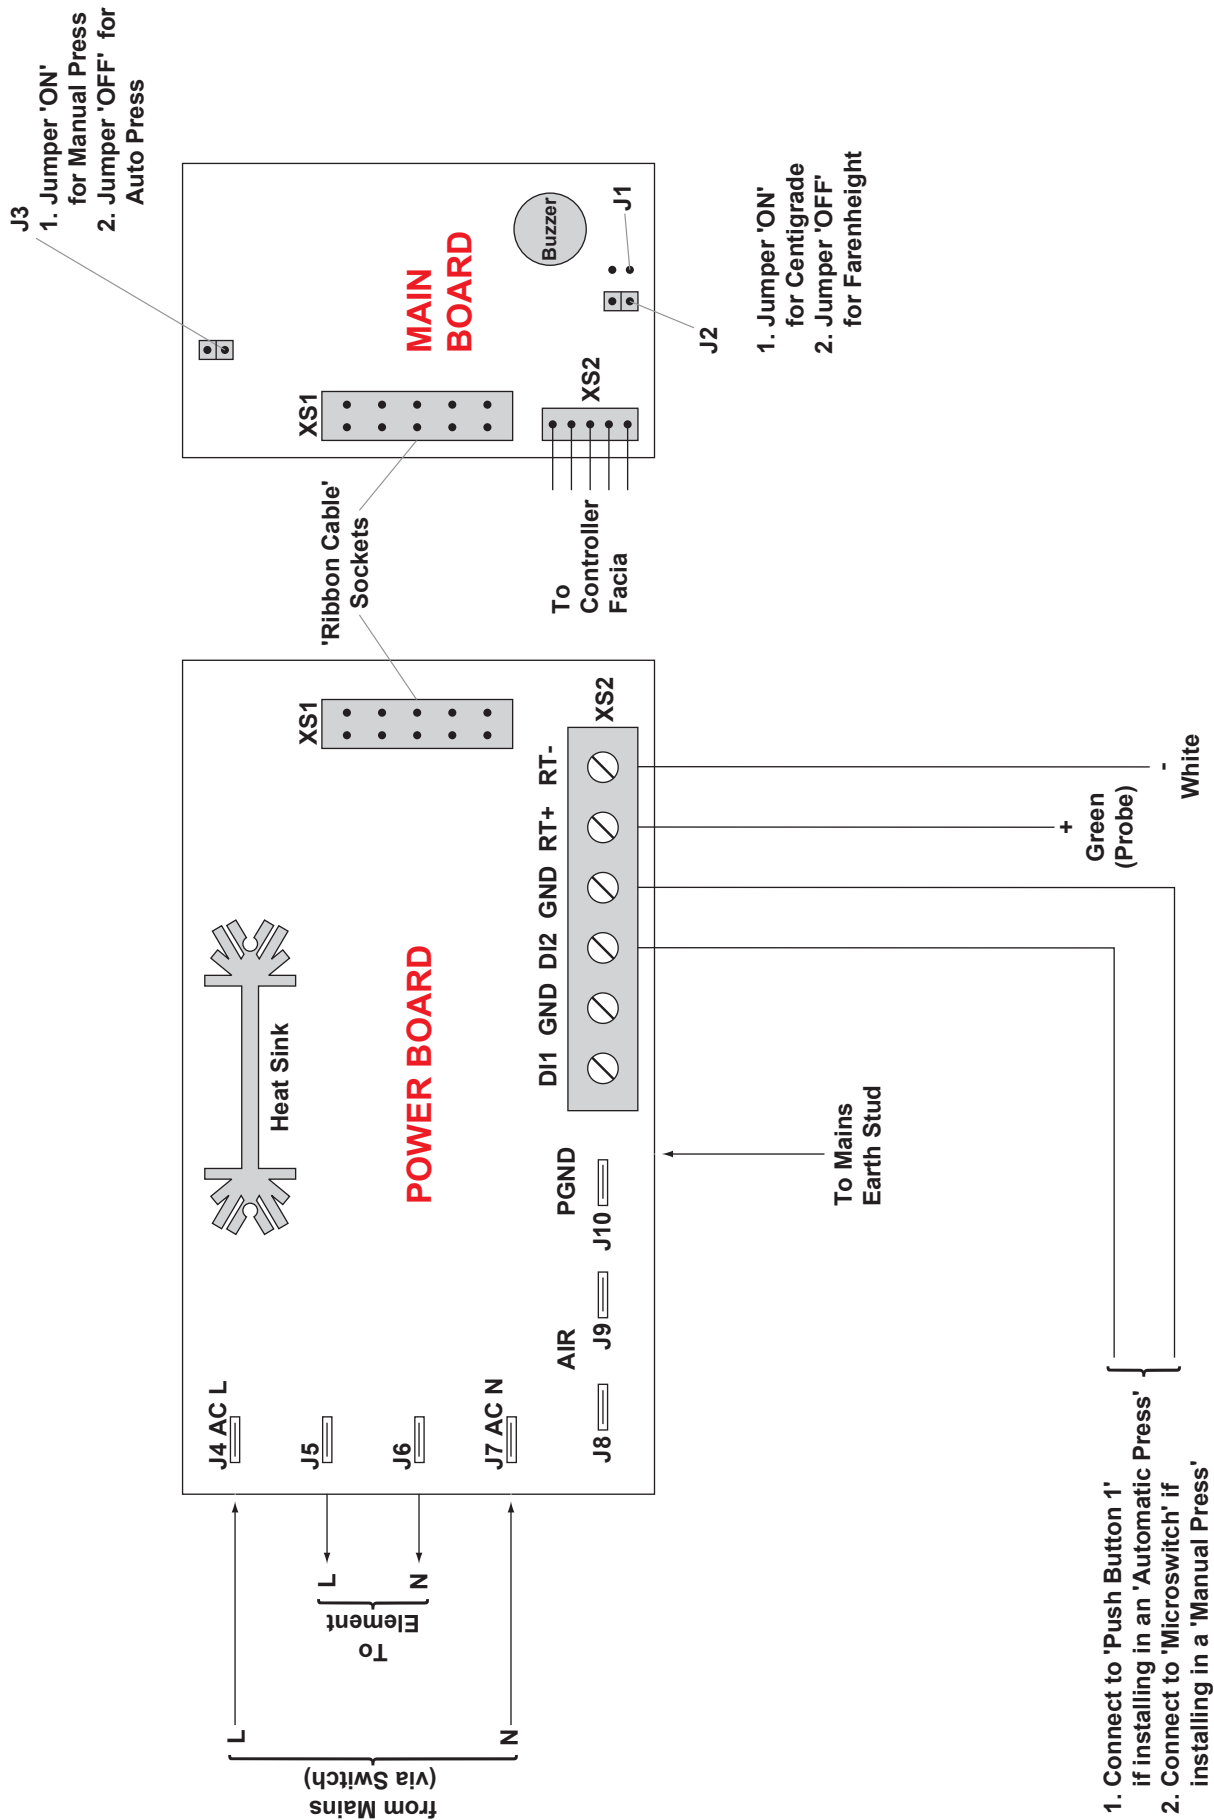 J3
1. Jumper 'ON'
for Manual Press
2. Jumper 'OFF' for
Auto Press
MAIN
BOARD
Buzzer
J1
J2
1. Jumper 'ON'
for Centigrade
2. Jumper 'OFF'
for Farenheight
XS1
XS2
'Ribbon Cable'
Sockets
To
Controller
Facia
XS1
XS2
Heat Sink
POWER BOARD
DI1 GND DI2 GND RT+ RT-
+
Green
(Probe)
-
White
PGND
J10
AIR
J9
J8
To Mains
Earth Stud
J4 AC L
J5
J6
J7 AC N
L
N
To
Element
L
N
from Mains
(via Switch)
1. Connect to 'Push Button 1'
if installing in an 'Automatic Press'
2. Connect to 'Microswitch' if
installing in a 'Manual Press'